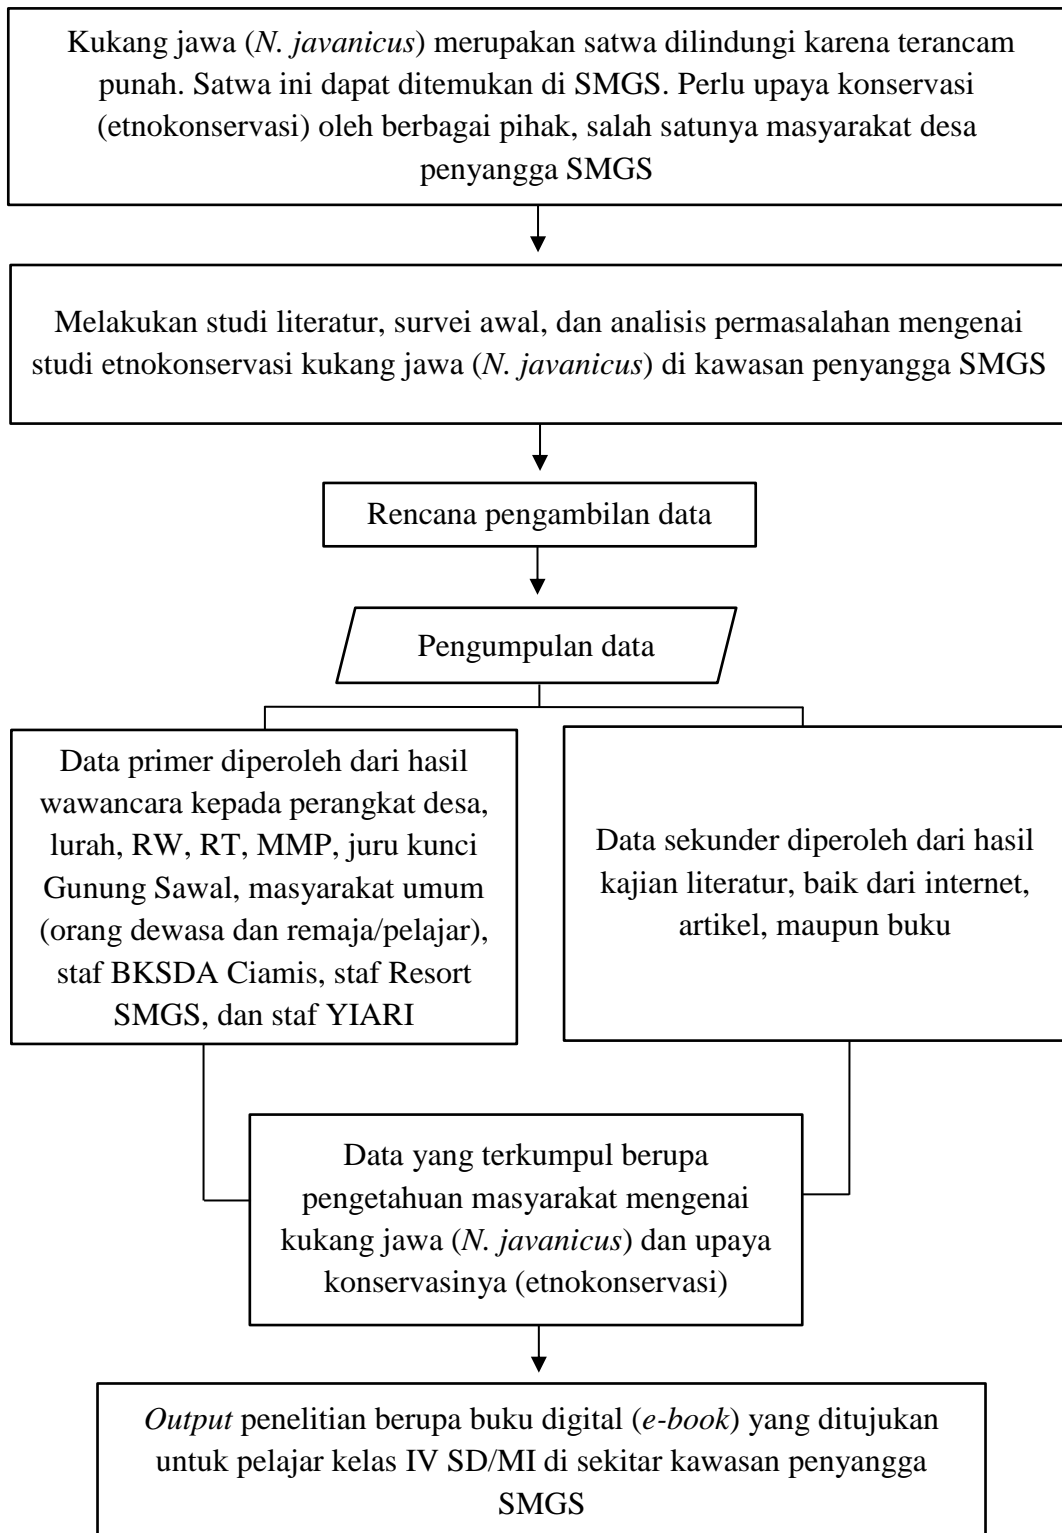 Kukang jawa (N. javanicus) merupakan satwa dilindungi karena terancam
punah. Satwa ini dapat ditemukan di SMGS. Perlu upaya konservasi
(etnokonservasi) oleh berbagai pihak, salah satunya masyarakat desa
penyangga SMGS
Melakukan studi literatur, survei awal, dan analisis permasalahan mengenai
studi etnokonservasi kukang jawa (N. javanicus) di kawasan penyangga SMGS
Rencana pengambilan data
Pengumpulan data
Data primer diperoleh dari hasil
wawancara kepada perangkat desa,
lurah, RW, RT, MMP, juru kunci
Gunung Sawal, masyarakat umum
(orang dewasa dan remaja/pelajar),
staf BKSDA Ciamis, staf Resort
SMGS, dan staf YIARI
Data sekunder diperoleh dari hasil
kajian literatur, baik dari internet,
artikel, maupun buku
Data yang terkumpul berupa
pengetahuan masyarakat mengenai
kukang jawa (N. javanicus) dan upaya
konservasinya (etnokonservasi)
Output penelitian berupa buku digital (e-book) yang ditujukan
untuk pelajar kelas IV SD/MI di sekitar kawasan penyangga
SMGS